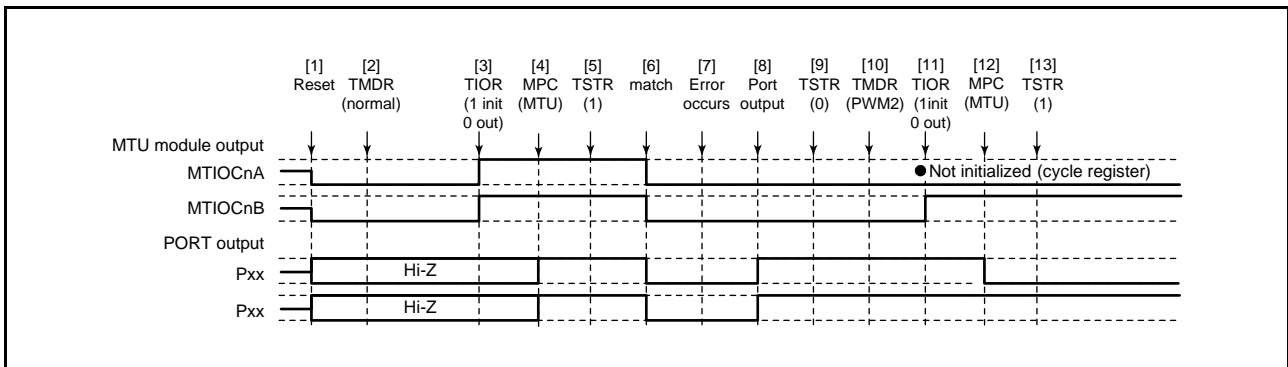 [1] [2] [3] [4] [5] [6] [7] [8] [9] [10] [11] [12] [13]
Reset TMDR TIOR MPC TSTR match Error Port TSTR TMDR TIOR MPC TSTR
(normal) (1 init (MTU) (1) occurs output (0) (PWM2) (1init (MTU) (1)
0 out) 0 out)
MTU module output
MTIOCnA
Not initialized (cycle register)
MTIOCnB
PORT output
Pxx Hi-Z
Pxx Hi-Z